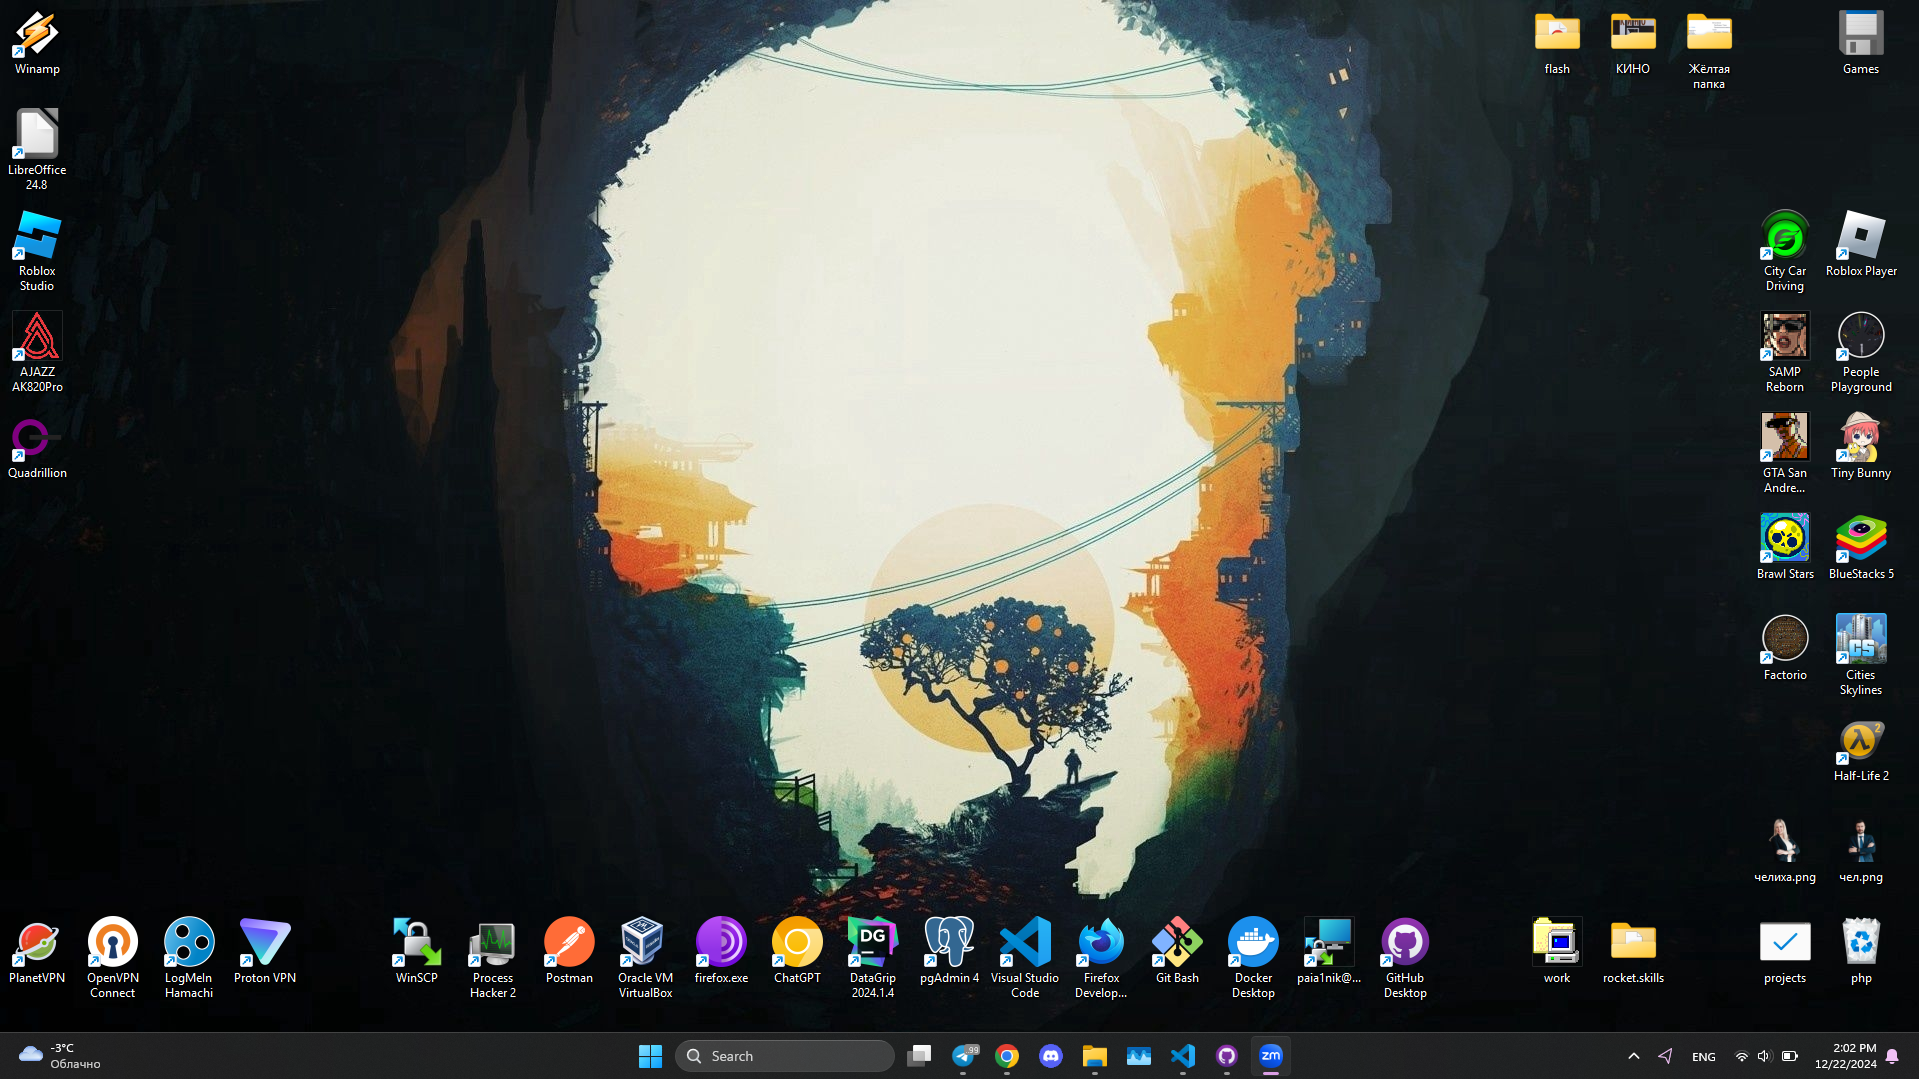 Winamp
flash
КИНО
Жёлтая
папка
Games
LibreOffice
24.8
Roblox
Studio
City Car
Driving
Roblox Player
AJAZZ
AK820Pro
SAMP
Reborn
People
Playground
Quadrillion
GTA San
Andre...
Tiny Bunny
Brawl Stars
BlueStacks 5
Factorio
CS
Cities
Skylines
2
Half-Life 2
челиха.png
чел.png
DG
PlanetVPN
OpenVPN
Connect
LogMeIn
Hamachi
Proton VPN
WinSCP
Process
Hacker 2
Postman
Oracle VM
VirtualBox
firefox.exe
ChatGPT
DataGrip
2024.1.4
pgAdmin 4
Visual Studio
Code
Firefox
Develop...
Git Bash
Docker
Desktop
paia1nik@...
GitHub
Desktop
work
rocket.skills
projects
php
-3°C
Облачно
Search
.99
zm
ENG
2:02 PM
12/22/2024